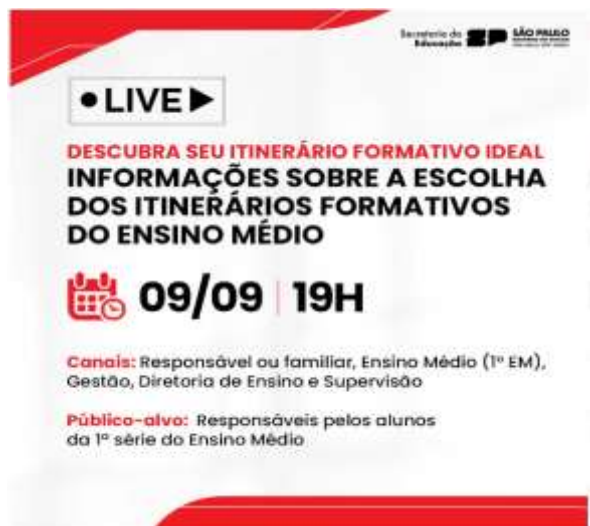 Secretaria da
Educação
SP
SÃO PAULO
LIVE
DESCUBRA SEU ITINERÁRIO FORMATIVO IDEAL
INFORMAÇÕES SOBRE A ESCOLHA
DOS ITINERÁRIOS FORMATIVOS
DO ENSINO MÉDIO
09/09 | 19H
Canais: Responsável ou familiar, Ensino Médio (1º EM),
Gestão, Diretoria de Ensino e Supervisão
Público-alvo: Responsáveis pelos alunos
da 1ª série do Ensino Médio